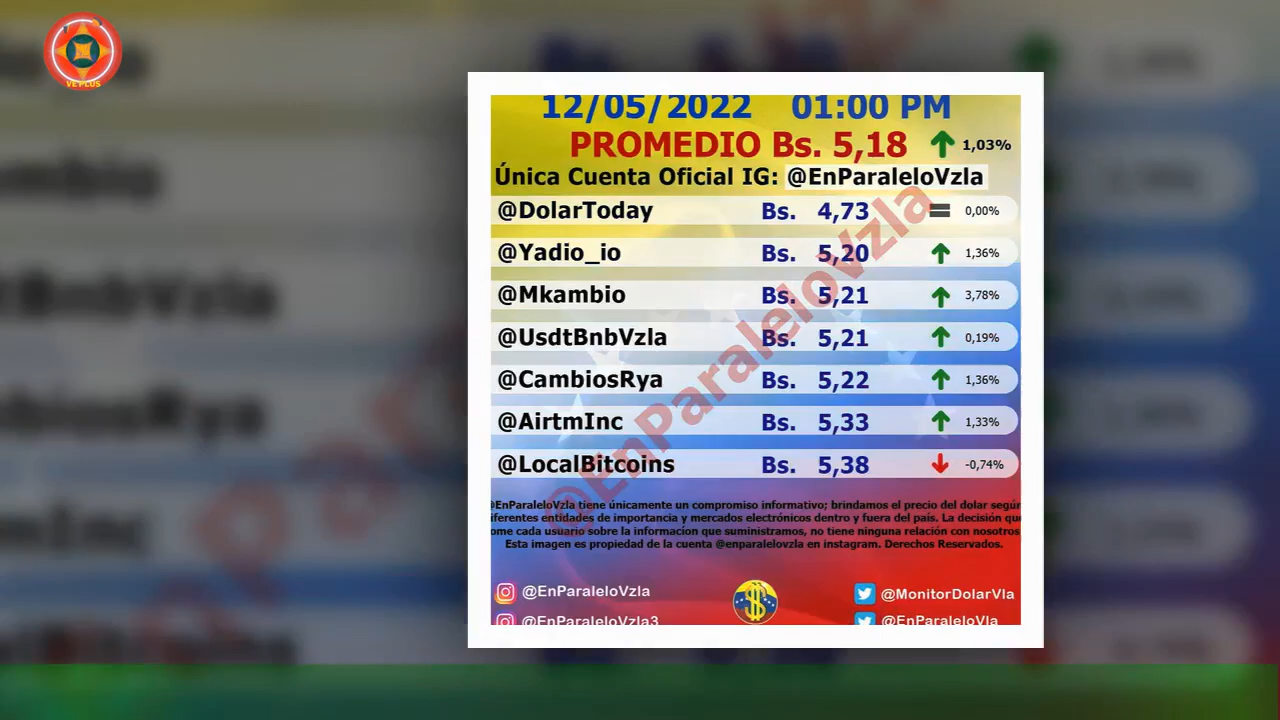 VE PLUS
12/05/2022 01:00 PM
PROMEDIO Bs. 5,18 1,03%
Única Cuenta Oficial IG: @EnParaleloVzla
@DolarToday Bs. 4,73 0,00%
@Yadio_io Bs. 5,20 1,36%
@Mkambio Bs. 5,21 3,78%
@UsdtBnbVzla Bs. 5,21 0,19%
@CambiosRya Bs. 5,22 1,36%
@AirtmInc Bs. 5,33 1,33%
@LocalBitcoins Bs. 5,38 -0,74%
@EnParaleloVzla
@EnParaleloVzla tiene únicamente un compromiso informativo; brindamos el precio del dolar según
iferentes entidades de importancia y mercados electrónicos dentro y fuera del país. La decisión que
ome cada usuario sobre la informacíon que suministramos, no tiene ninguna relación con nosotros
Esta imagen es propiedad de la cuenta @enparalelovzla en instagram. Derechos Reservados.
@EnParaleloVzla @MonitorDolarVla
@EnParaleloVzla3 @EnParaleloVla